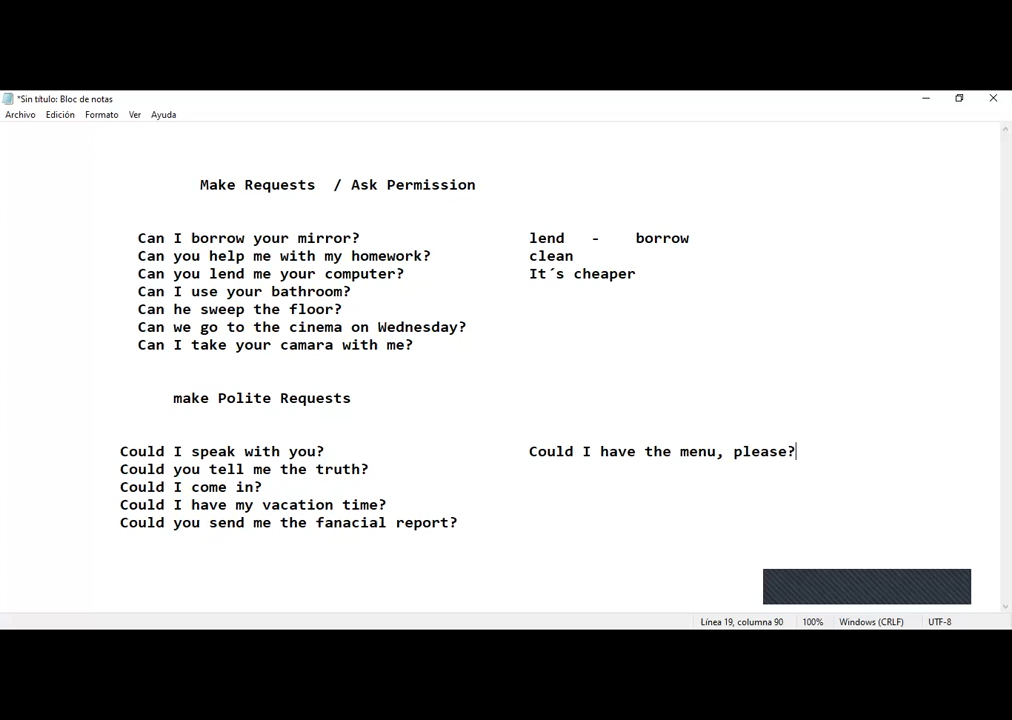 *Sin título: Bloc de notas
Archivo Edición Formato Ver Ayuda
Make Requests / Ask Permission
Can I borrow your mirror? lend - borrow
Can you help me with my homework? clean
Can you lend me your computer? It´s cheaper
Can I use your bathroom?
Can he sweep the floor?
Can we go to the cinema on Wednesday?
Can I take your camara with me?
make Polite Requests
Could I speak with you? Could I have the menu, please?
Could you tell me the truth?
Could I come in?
Could I have my vacation time?
Could you send me the fanacial report?
Línea 19, columna 90 100% Windows (CRLF) UTF-8